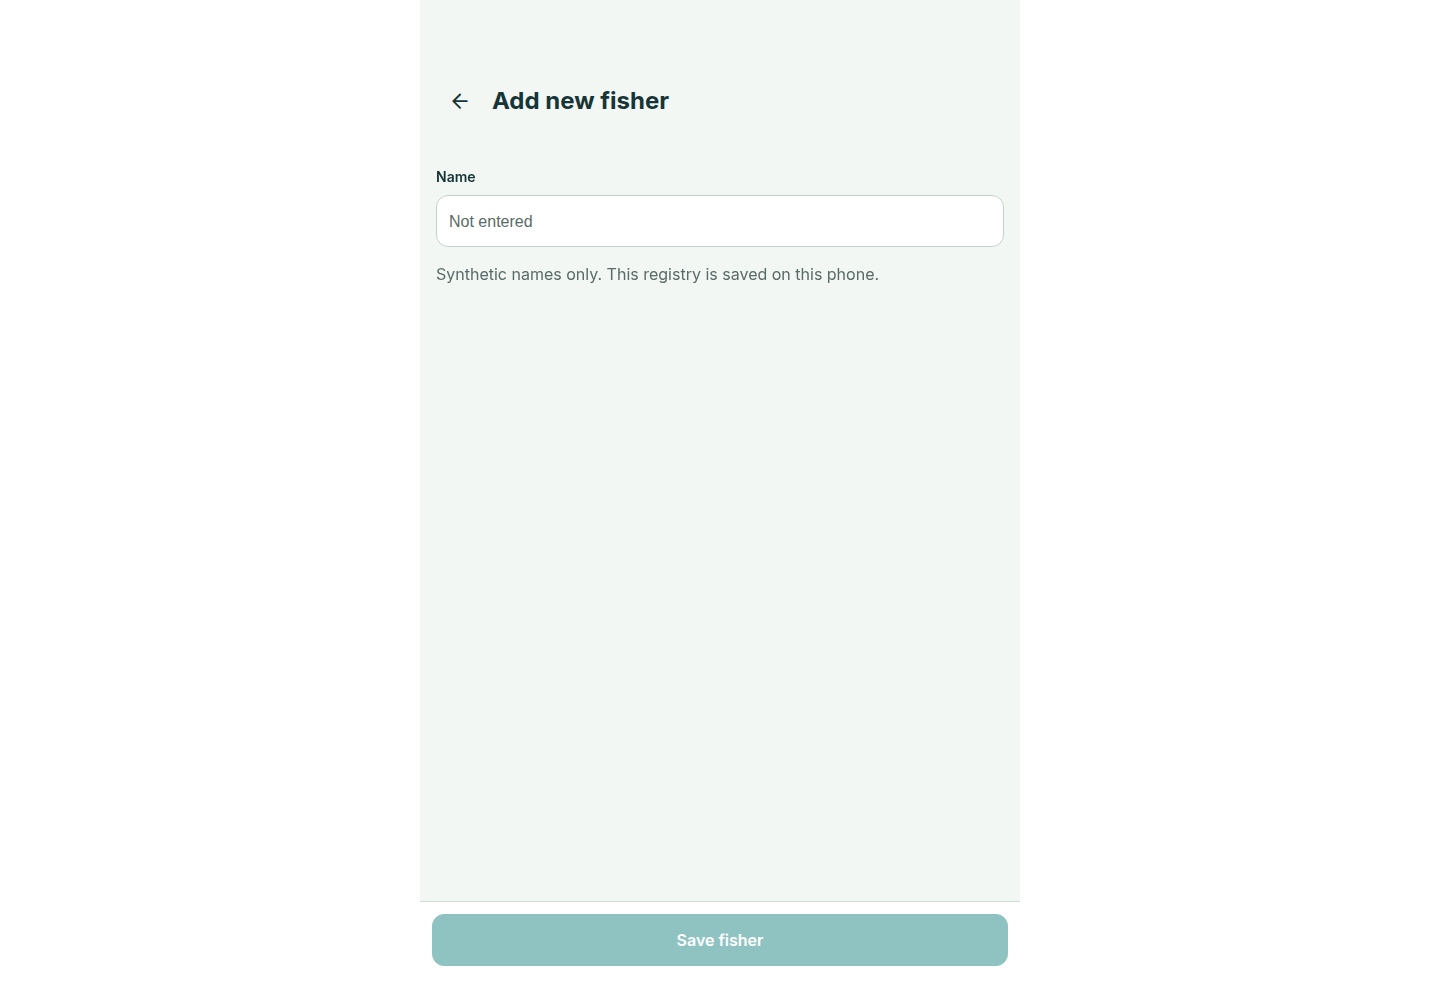 Add new fisher
Name
Not entered
Synthetic names only. This registry is saved on this phone.
Save fisher